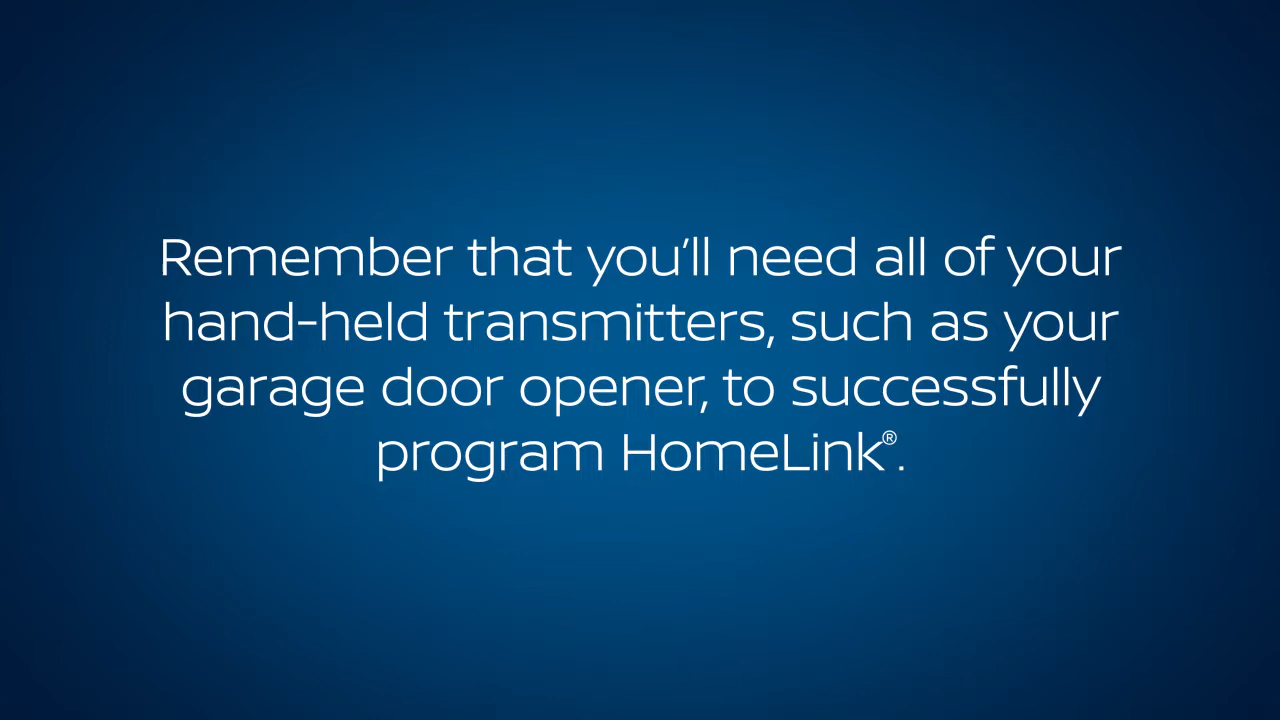 Remember that you’ll need all of your
hand-held transmitters, such as your
garage door opener, to successfully
program HomeLink®.